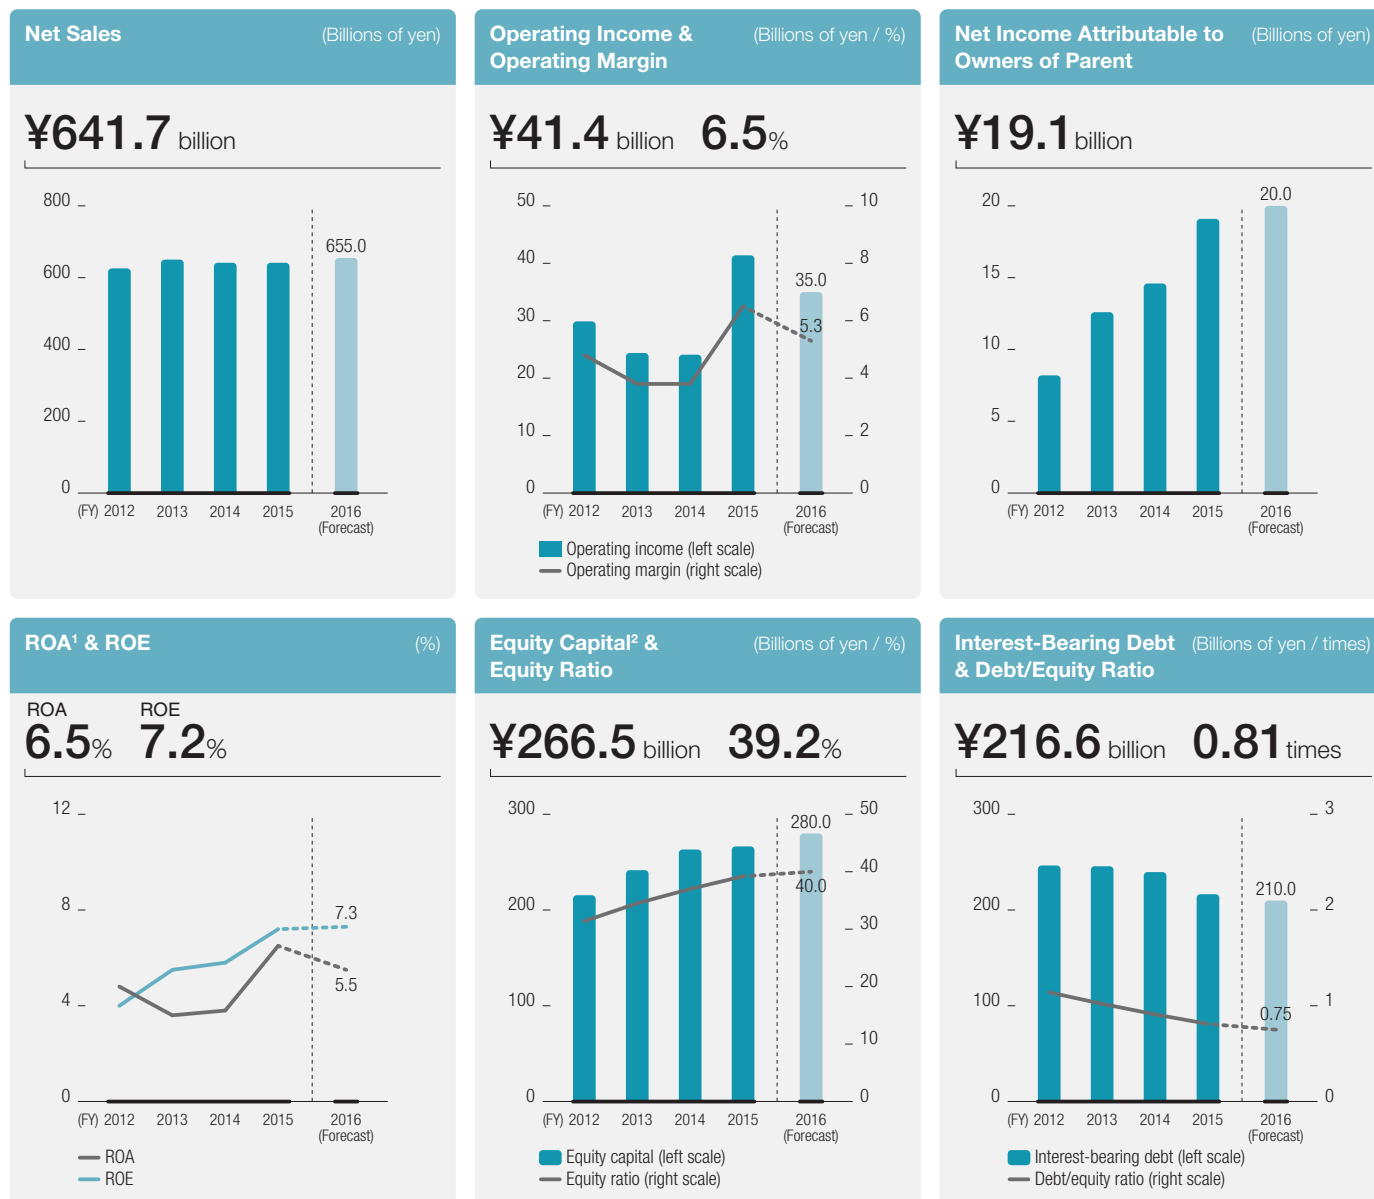 Net Sales (Billions of yen)
¥641.7 billion
800
600
400
200
0
655.0
(FY) 2012 2013 2014 2015 2016
(Forecast)
Operating Income & (Billions of yen / %)
Operating Margin
¥41.4 billion 6.5%
50 10
40 8
30 6
20 4
10 2
0 0
35.0
5.3
(FY) 2012 2013 2014 2015 2016
(Forecast)
Operating income (left scale)
Operating margin (right scale)
Net Income Attributable to (Billions of yen)
Owners of Parent
¥19.1 billion
20
15
10
5
0
20.0
(FY) 2012 2013 2014 2015 2016
(Forecast)
ROA¹ & ROE (%)
ROA ROE
6.5% 7.2%
12
8
4
0
7.3
5.5
(FY) 2012 2013 2014 2015 2016
(Forecast)
ROA
ROE
Equity Capital² & (Billions of yen / %)
Equity Ratio
¥266.5 billion 39.2%
300 50
40
200 30
20
100 10
0 0
280.0
40.0
(FY) 2012 2013 2014 2015 2016
(Forecast)
Equity capital (left scale)
Equity ratio (right scale)
Interest-Bearing Debt (Billions of yen / times)
& Debt/Equity Ratio
¥216.6 billion 0.81 times
300 3
200 2
100 1
0 0
210.0
0.75
(FY) 2012 2013 2014 2015 2016
(Forecast)
Interest-bearing debt (left scale)
Debt/equity ratio (right scale)